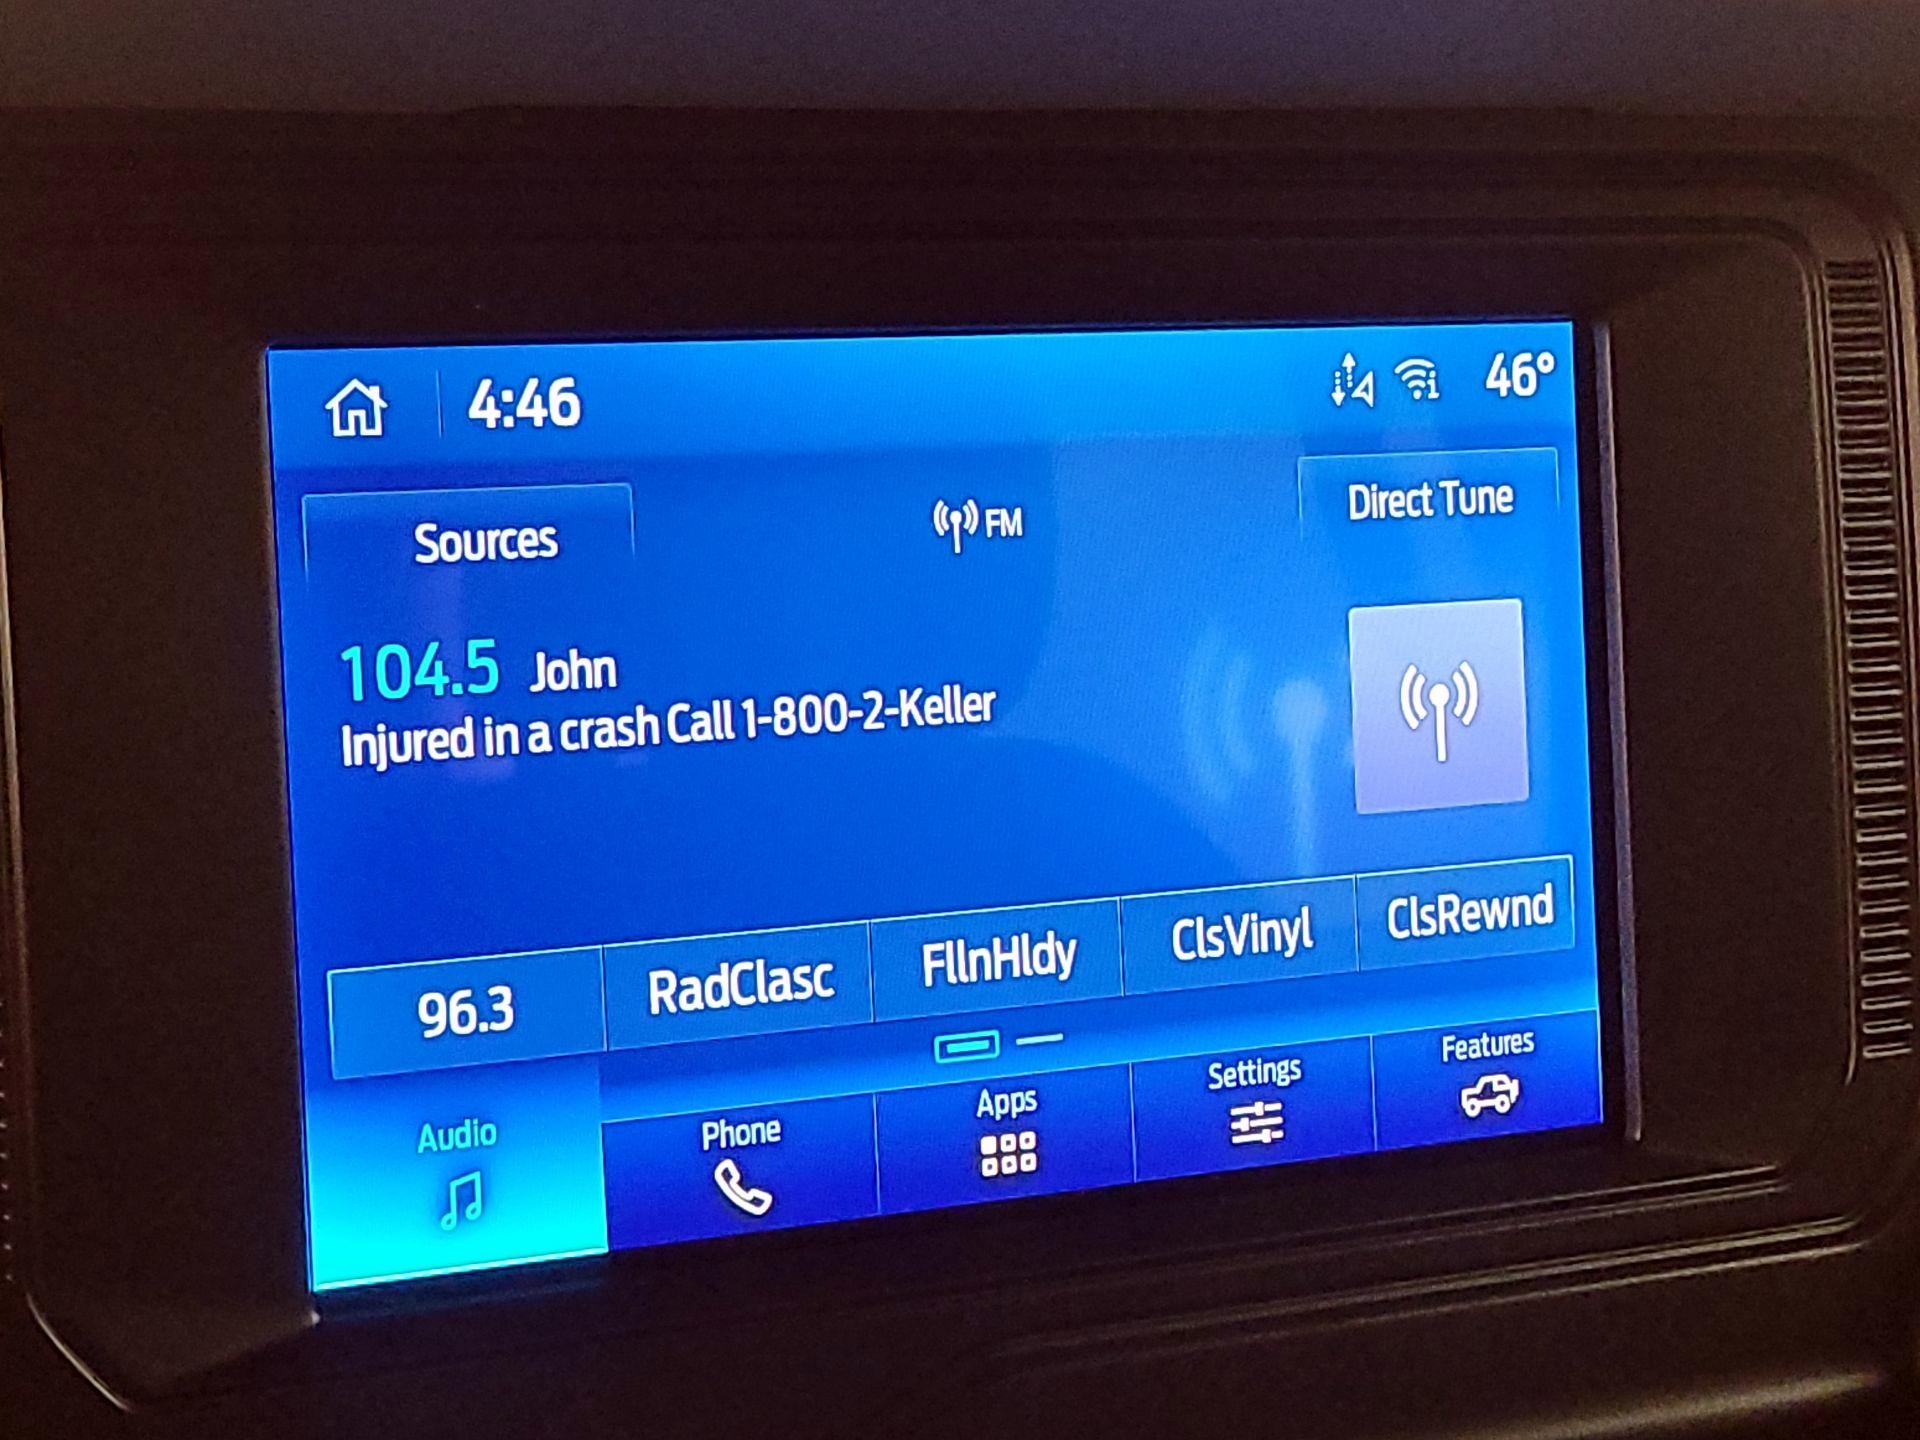 4:46
46°
Sources
FM
Direct Tune
104.5 John
Injured in a crash Call 1-800-2-Keller
96.3
RadClasc
FllnHldy
ClsVinyl
ClsRewnd
Audio
Phone
Apps
Settings
Features